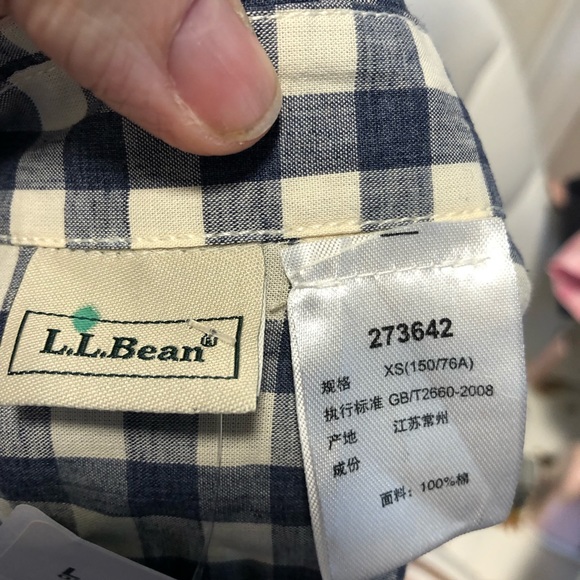 L.L.Bean®
273642
规格 XS(150/76A)
执行标准 GB/T2660-2008
产地 江苏常州
成份
面料: 100%棉